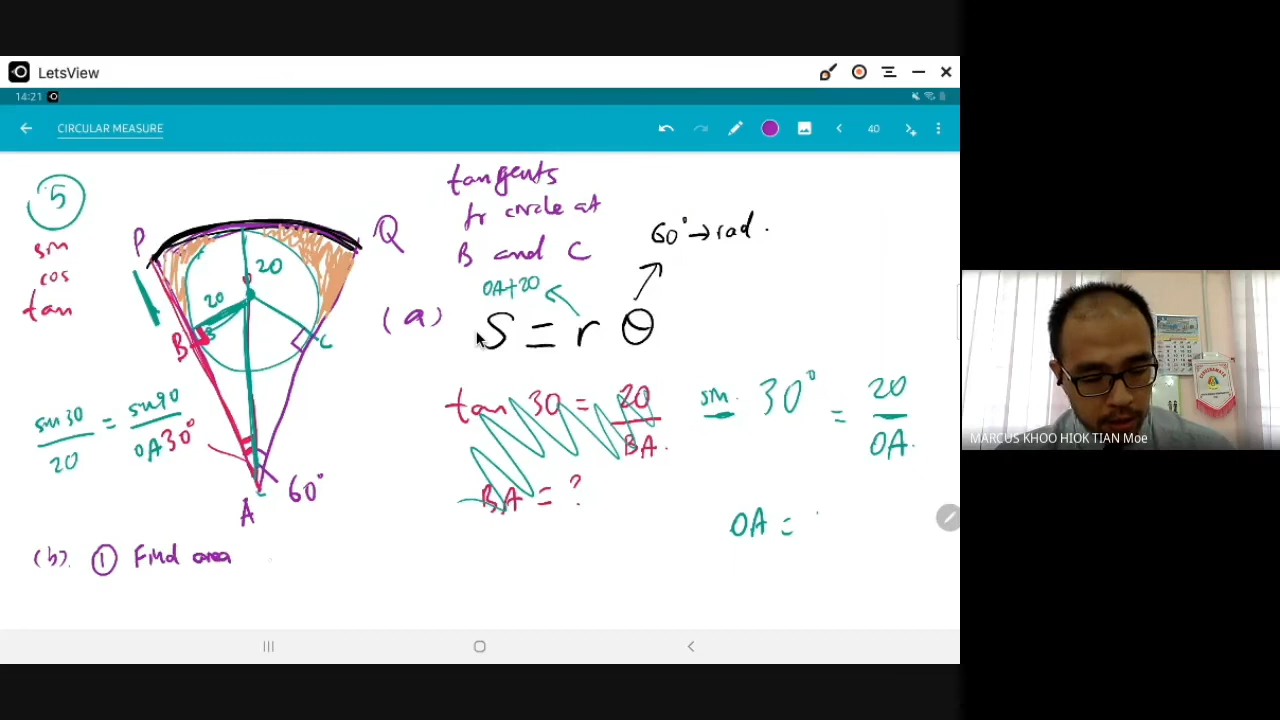 LetsView
14:21
CIRCULAR MEASURE
40
5
sin
cos
tan
P
Q
20
O
20
B
C
A
30°
60°
sin 30 / 20 = sin 90 / OA
tangents
to circle at
B and C
60° → rad.
OA+20
(a)
S = r θ
tan 30 = 20 / BA.
BA = ?
sin 30° = 20 / OA.
OA =
(b). ① Find area
MARCUS KHOO HIOK TIAN Moe